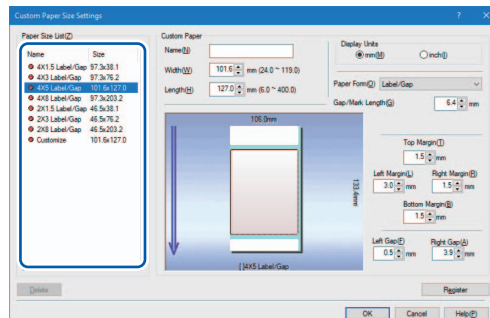 Custom Paper Size Settings
? ×
Paper Size List(Z)
Name Size
4X1.5 Label/Gap 97.3x38.1
4X3 Label/Gap 97.3x76.2
4X5 Label/Gap 101.6x127.0
4X8 Label/Gap 97.3x203.2
2X1.5 Label/Gap 46.5x38.1
2X3 Label/Gap 46.5x76.2
2X8 Label/Gap 46.5x203.2
Customize 101.6x127.0
Delete
Custom Paper
Name(N)
Width(W) 101.6 mm (24.0 ~ 119.0)
Length(H) 127.0 mm (6.0 ~ 400.0)
Display Units
mm(M) inch(I)
Paper Form(O) Label/Gap
Gap/Mark Length(G) 6.4 mm
106.0mm
133.4mm
[ ]4X5 Label/Gap
Top Margin(T)
1.5 mm
Left Margin(L) Right Margin(R)
3.0 mm 1.5 mm
Bottom Margin(B)
1.5 mm
Left Gap(F) Right Gap(A)
0.5 mm 3.9 mm
Register
OK Cancel Help(P)